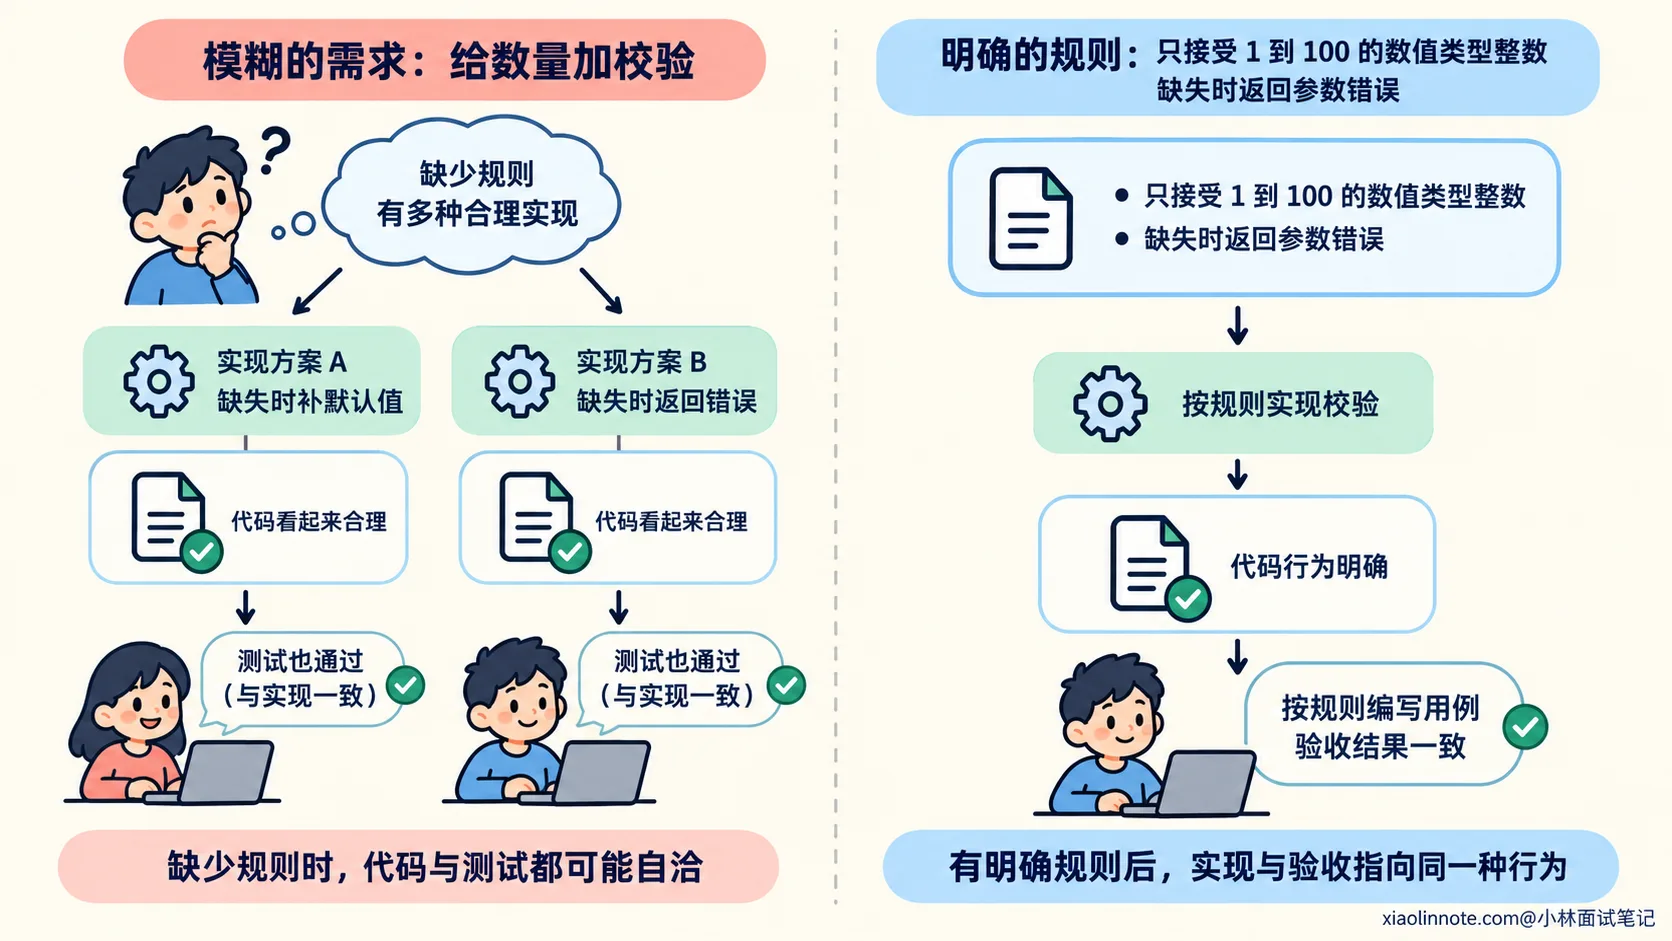 模糊的需求：给数量加校验
?
缺少规则
有多种合理实现
实现方案 A
缺失时补默认值
实现方案 B
缺失时返回错误
代码看起来合理
代码看起来合理
测试也通过
（与实现一致）
测试也通过
（与实现一致）
缺少规则时，代码与测试都可能自洽
明确的规则：只接受 1 到 100 的数值类型整数
缺失时返回参数错误
• 只接受 1 到 100 的数值类型整数
• 缺失时返回参数错误
按规则实现校验
代码行为明确
按规则编写用例
验收结果一致
有明确规则后，实现与验收指向同一种行为
xiaolinnote.com@小林面试笔记